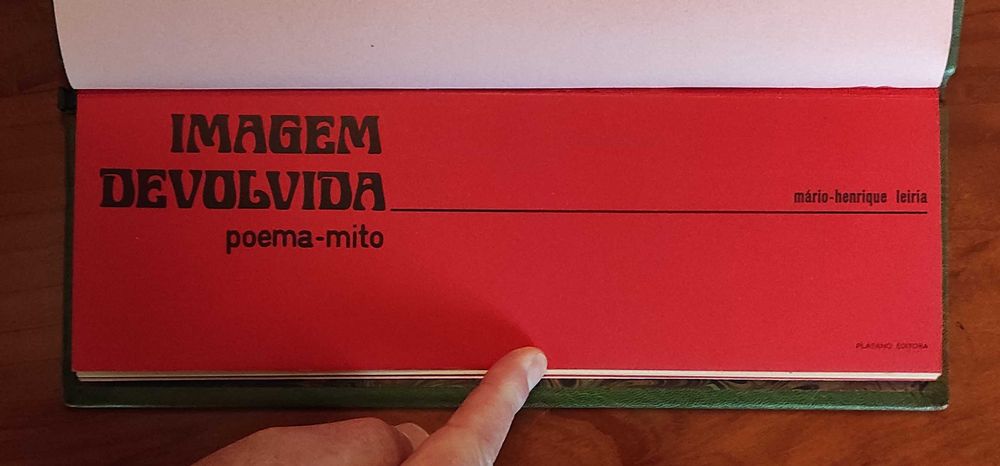 IMAGEM
DEVOLVIDA
poema-mito
mário-henrique leiria
PLÁTANO EDITORA